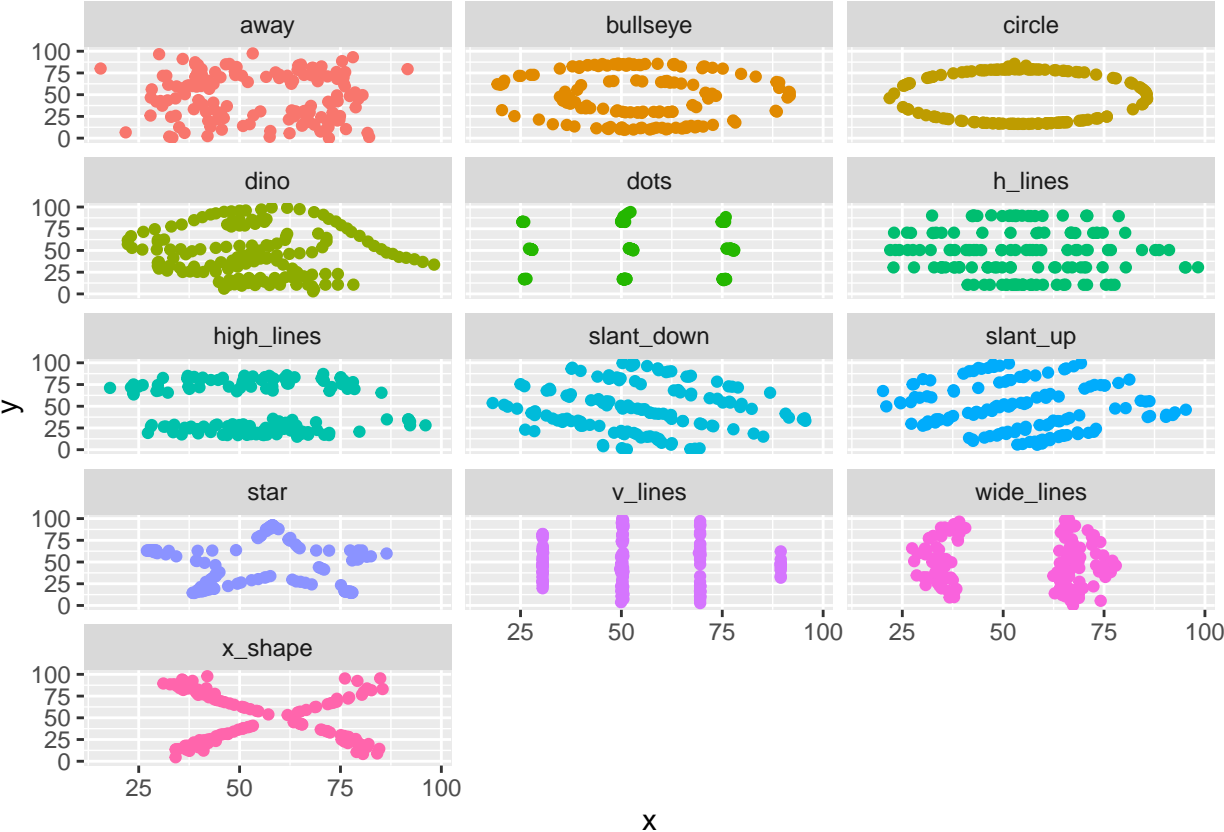 away bullseye circle
100
75
50
25
0
dino dots h_lines
100
75
50
25
0
high_lines slant_down slant_up
100
75
50
25
0
y
star v_lines wide_lines
100
75
50
25
0
25 50 75 100 25 50 75 100
x_shape
100
75
50
25
0
25 50 75 100
x